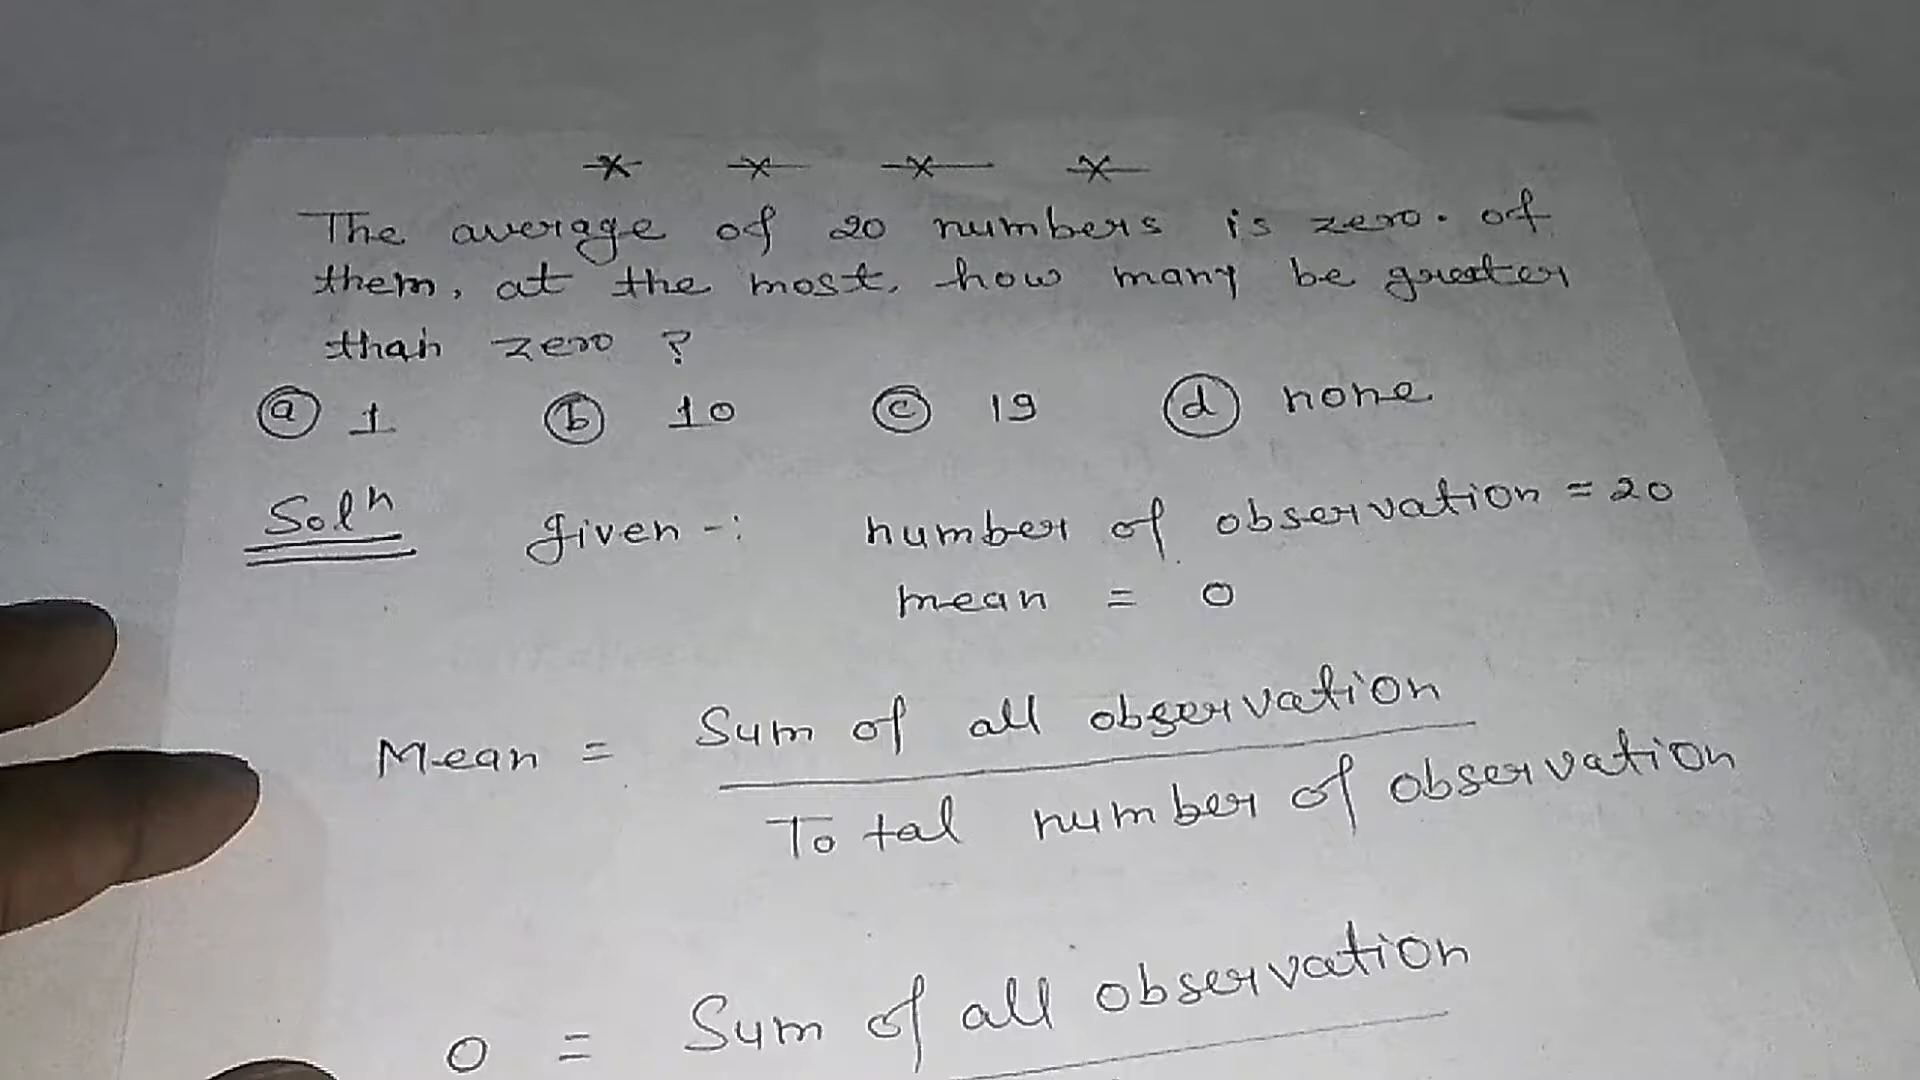 The average of 20 numbers is zero. of
them, at the most, how many be greater
than zero ?
(a) 1 (b) 10 (c) 19 (d) none
Solⁿ given -: number of observation = 20
mean = 0
Mean = Sum of all observation
Total number of observation
0 = Sum of all observation